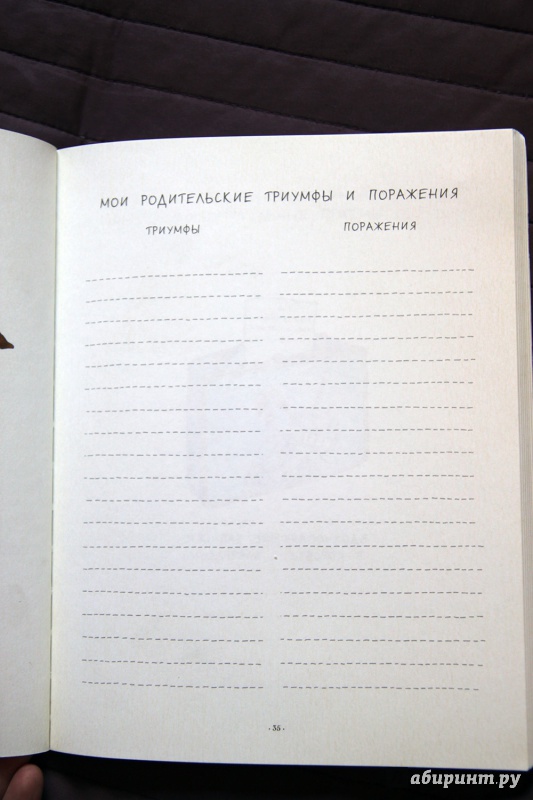 МОИ РОДИТЕЛЬСКИЕ ТРИУМФЫ И ПОРАЖЕНИЯ
ТРИУМФЫ ПОРАЖЕНИЯ
· 35 ·
абиринт.ру